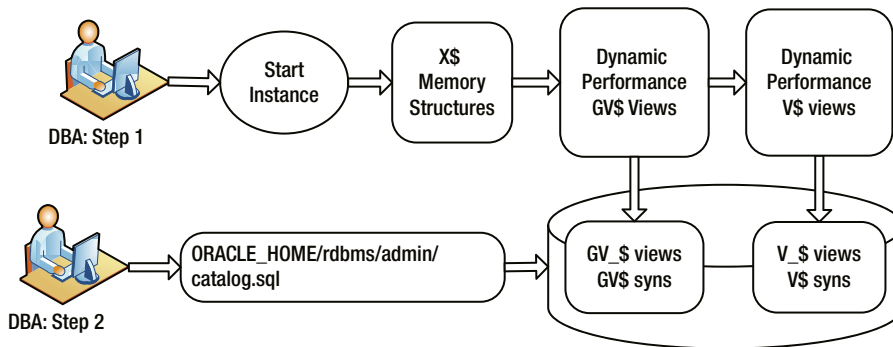 DBA: Step 1
Start
Instance
X$
Memory
Structures
Dynamic
Performance
GV$ Views
Dynamic
Performance
V$ views
DBA: Step 2
ORACLE_HOME/rdbms/admin/
catalog.sql
GV_$ views
GV$ syns
V_$ views
V$ syns